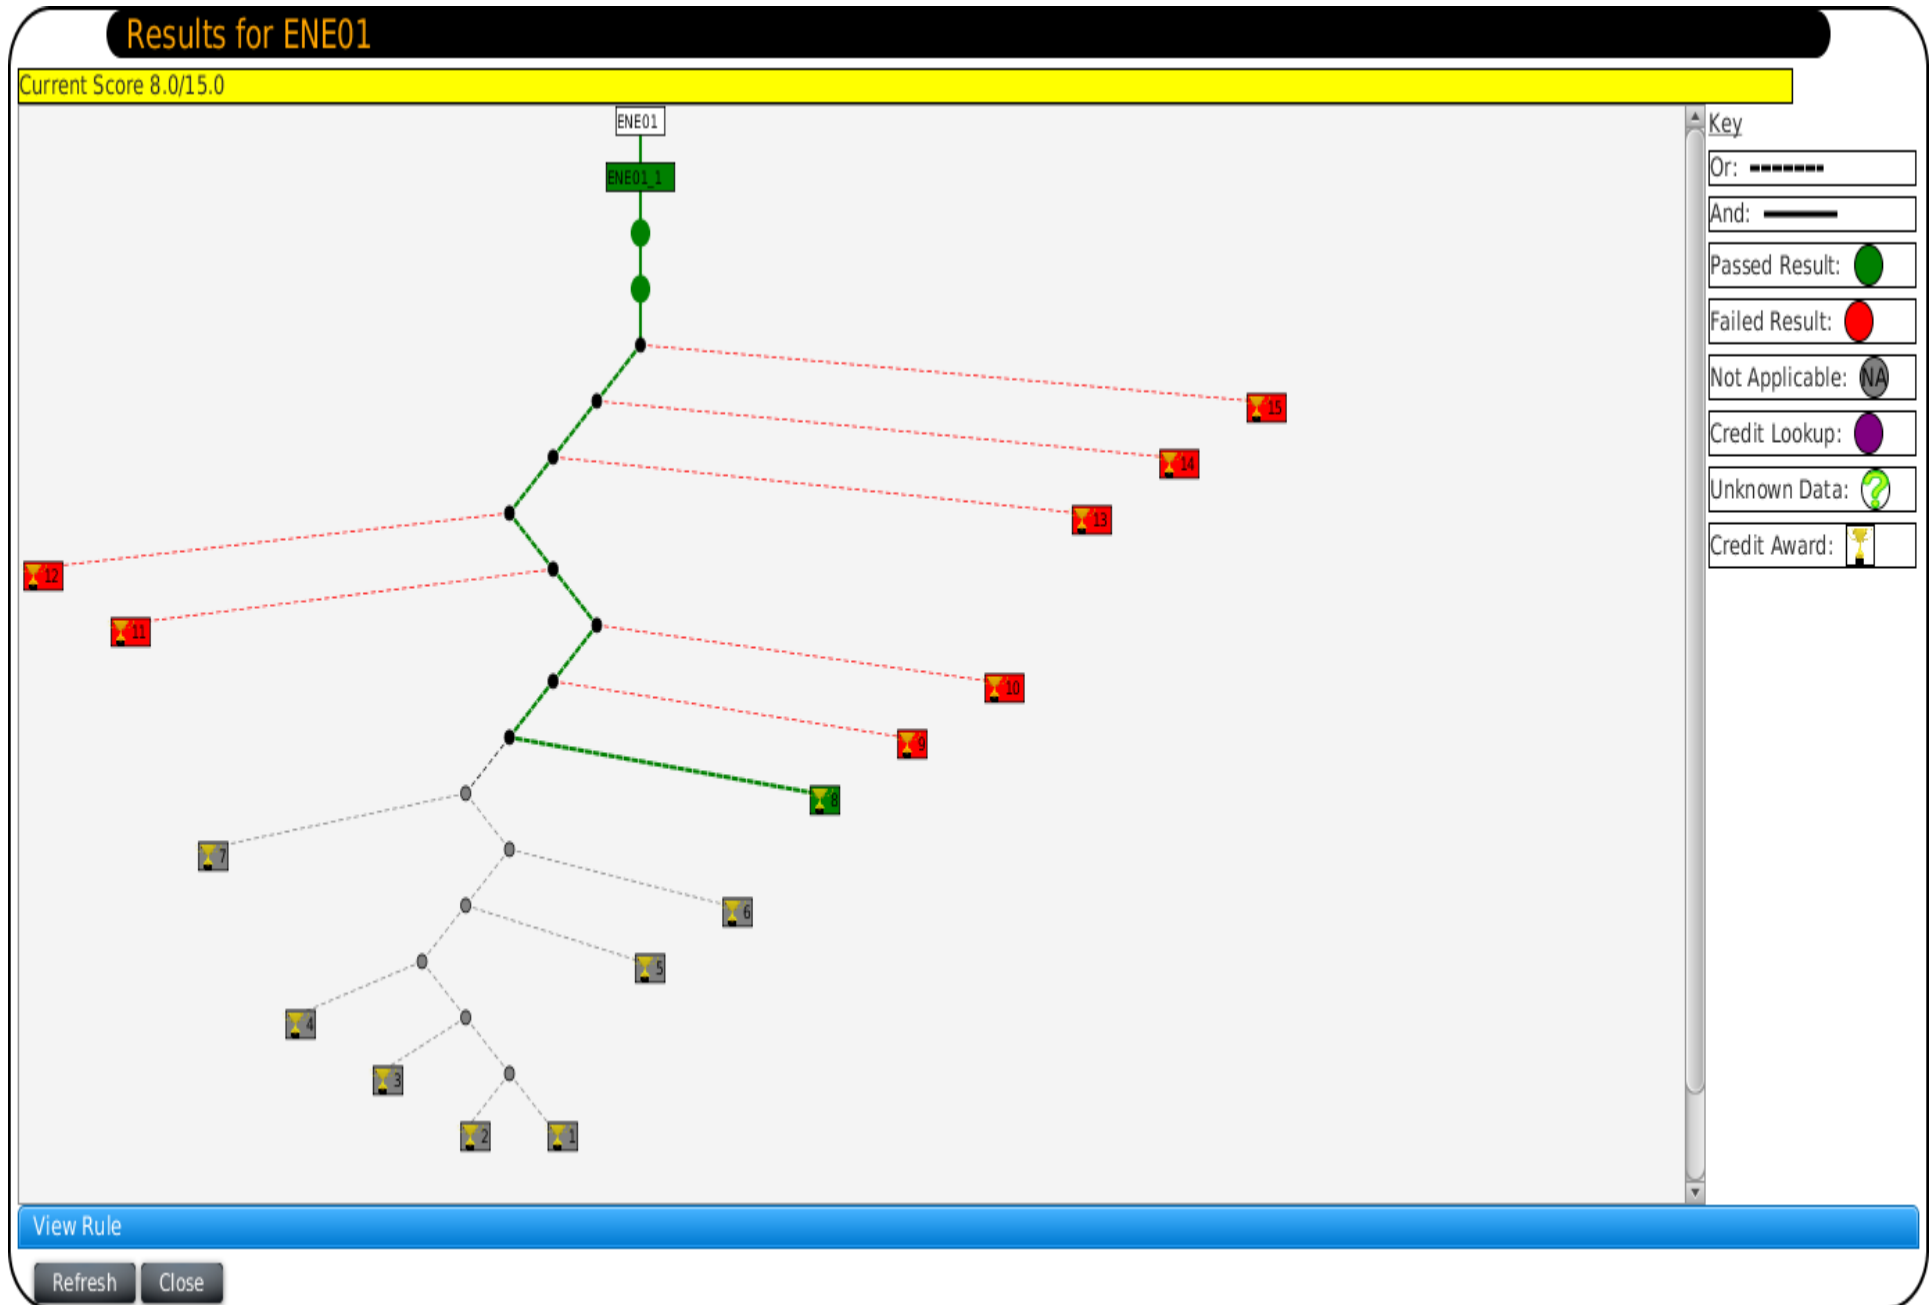 Results for ENE01
Current Score 8.0/15.0
ENE01
ENE01_1
15
14
13
12
11
10
9
8
7
6
5
4
3
2
1
Key
Or:
And:
Passed Result:
Failed Result:
Not Applicable: NA
Credit Lookup:
Unknown Data: ?
Credit Award:
View Rule
Refresh
Close